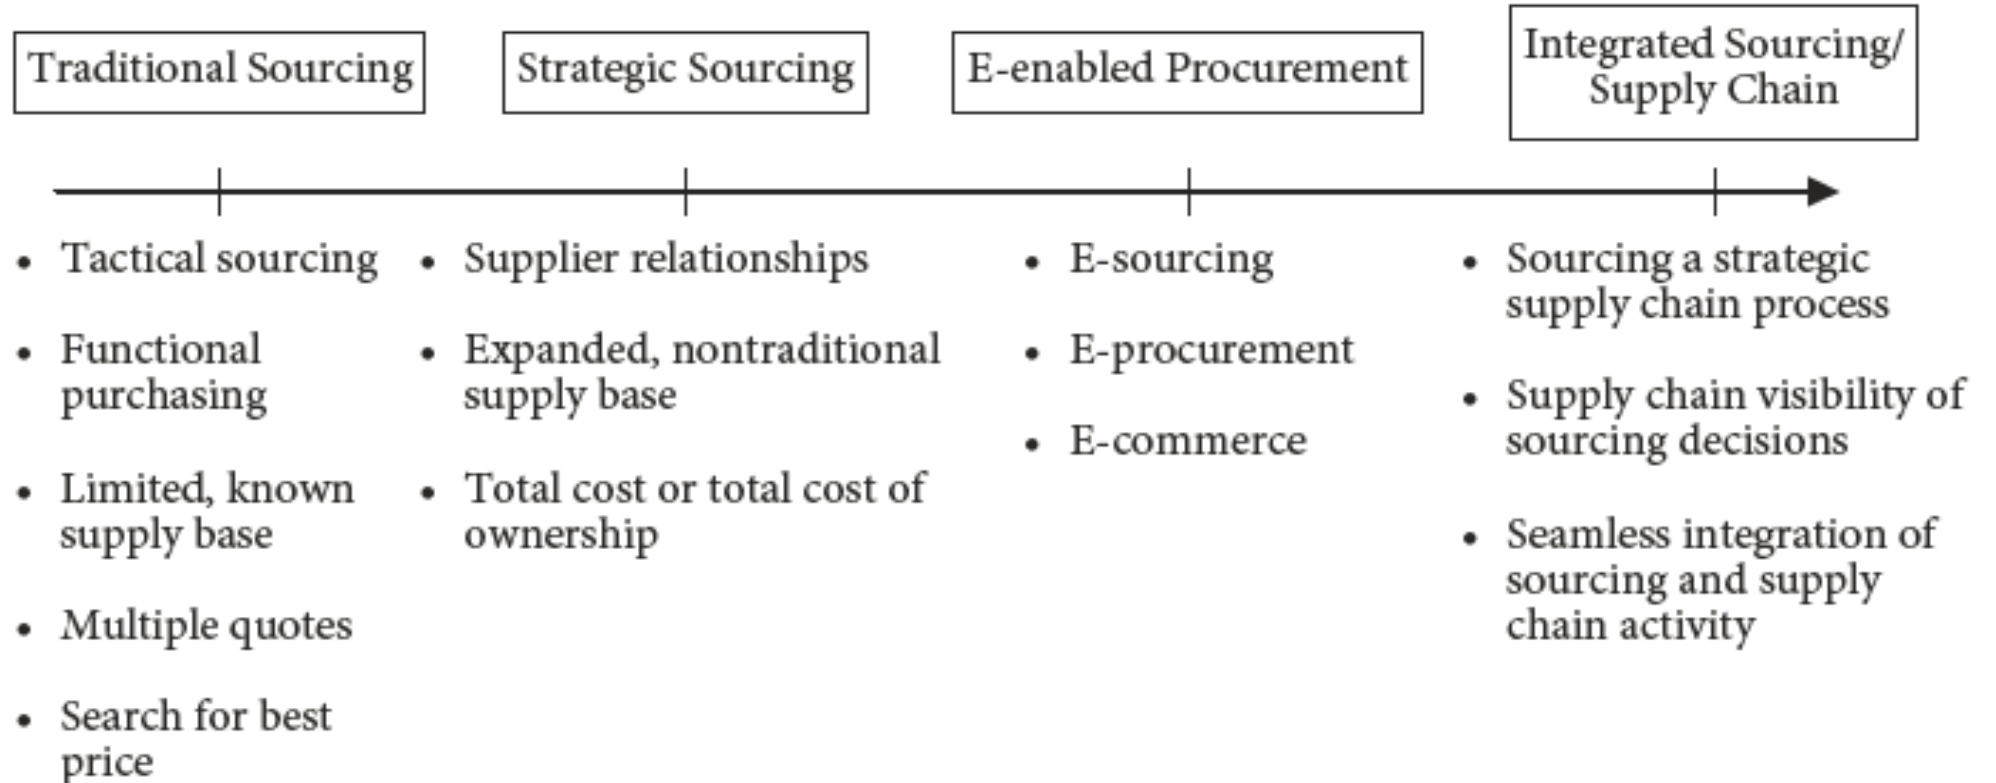 Traditional Sourcing
Strategic Sourcing
E-enabled Procurement
Integrated Sourcing/
Supply Chain
• Tactical sourcing
• Functional
purchasing
• Limited, known
supply base
• Multiple quotes
• Search for best
price
• Supplier relationships
• Expanded, nontraditional
supply base
• Total cost or total cost of
ownership
• E-sourcing
• E-procurement
• E-commerce
• Sourcing a strategic
supply chain process
• Supply chain visibility of
sourcing decisions
• Seamless integration of
sourcing and supply
chain activity